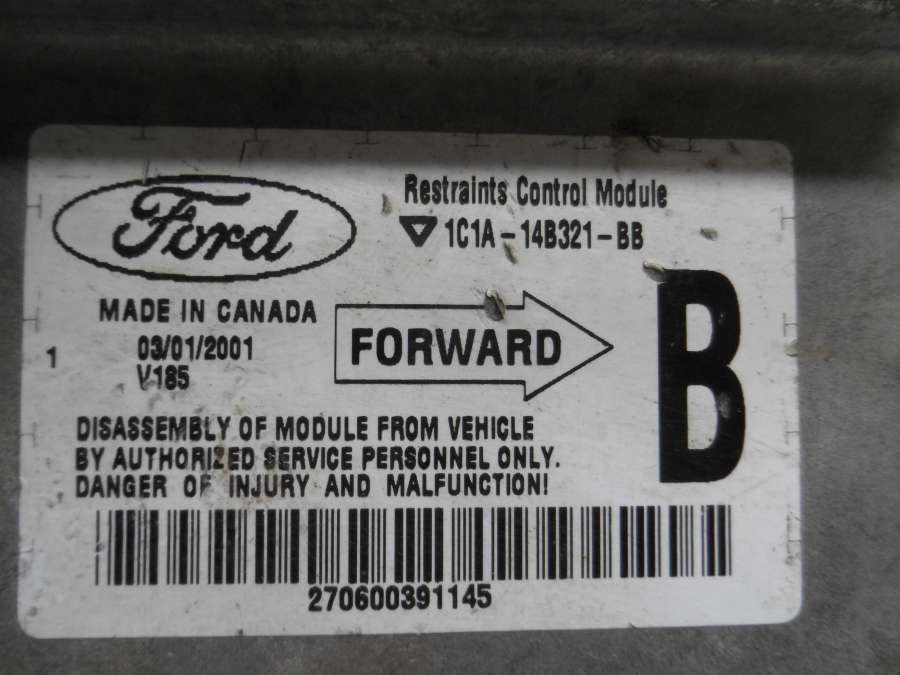 Ford
Restraints Control Module
1C1A-14B321-BB
MADE IN CANADA
03/01/2001
V185
1
FORWARD
B
DISASSEMBLY OF MODULE FROM VEHICLE
BY AUTHORIZED SERVICE PERSONNEL ONLY.
DANGER OF INJURY AND MALFUNCTION!
270600391145